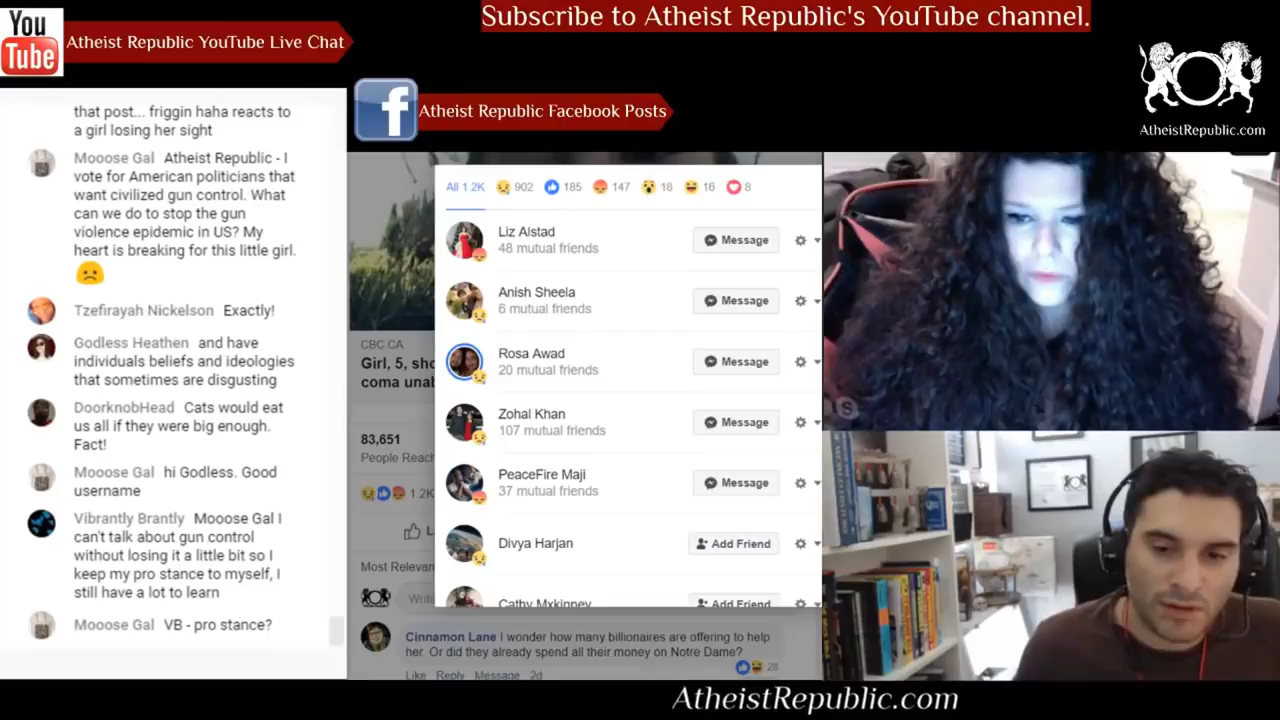 Subscribe to Atheist Republic's YouTube channel.
You
Tube
Atheist Republic YouTube Live Chat
AtheistRepublic.com
f
Atheist Republic Facebook Posts
that post... friggin haha reacts to
a girl losing her sight
Mooose Gal Atheist Republic - I
vote for American politicians that
want civilized gun control. What
can we do to stop the gun
violence epidemic in US? My
heart is breaking for this little girl.
Tzefirayah Nickelson Exactly!
Godless Heathen and have
individuals beliefs and ideologies
that sometimes are disgusting
DoorknobHead Cats would eat
us all if they were big enough.
Fact!
Mooose Gal hi Godless. Good
username
Vibrantly Brantly Mooose Gal I
can't talk about gun control
without losing it a little bit so I
keep my pro stance to myself, I
still have a lot to learn
Mooose Gal VB - pro stance?
CBC.CA
Girl, 5, sho
coma unab
83,651
People Reach
1.2K
Most Relevan
Write
All 1.2K 902 185 147 18 16 8
Liz Alstad
48 mutual friends
Message
Anish Sheela
6 mutual friends
Message
Rosa Awad
20 mutual friends
Message
Zohal Khan
107 mutual friends
Message
PeaceFire Maji
37 mutual friends
Message
Divya Harjan
Add Friend
Cathy Mxkinney
Add Friend
Cinnamon Lane I wonder how many billionaires are offering to help
her. Or did they already spend all their money on Notre Dame?
28
Like Reply Message 2d
AtheistRepublic.com